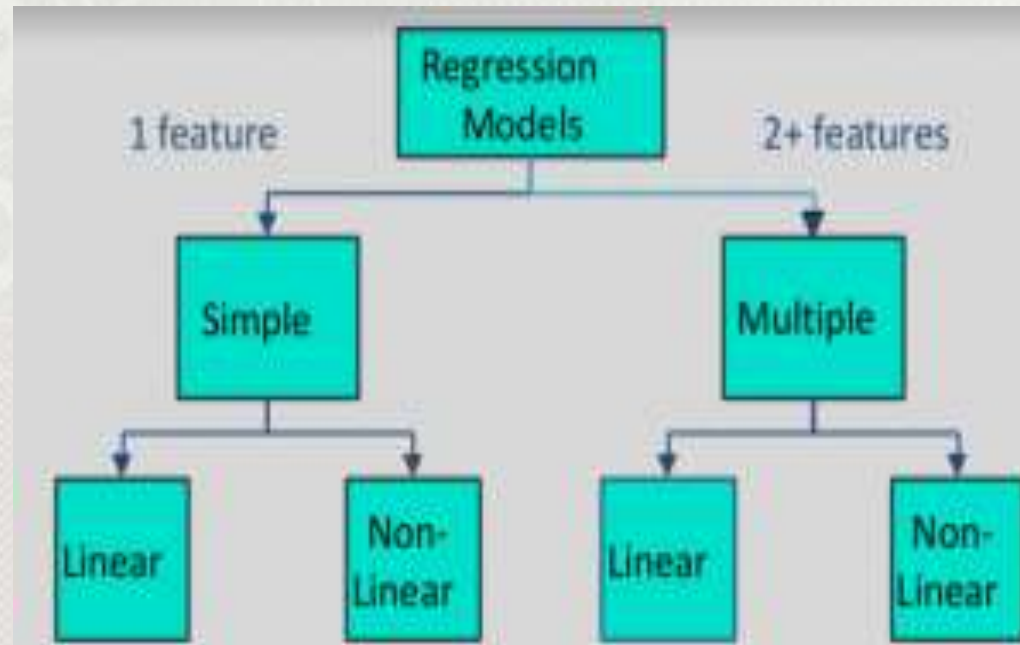 Regression
Models
1 feature
2+ features
Simple
Multiple
Linear
Non-
Linear
Linear
Non-
Linear